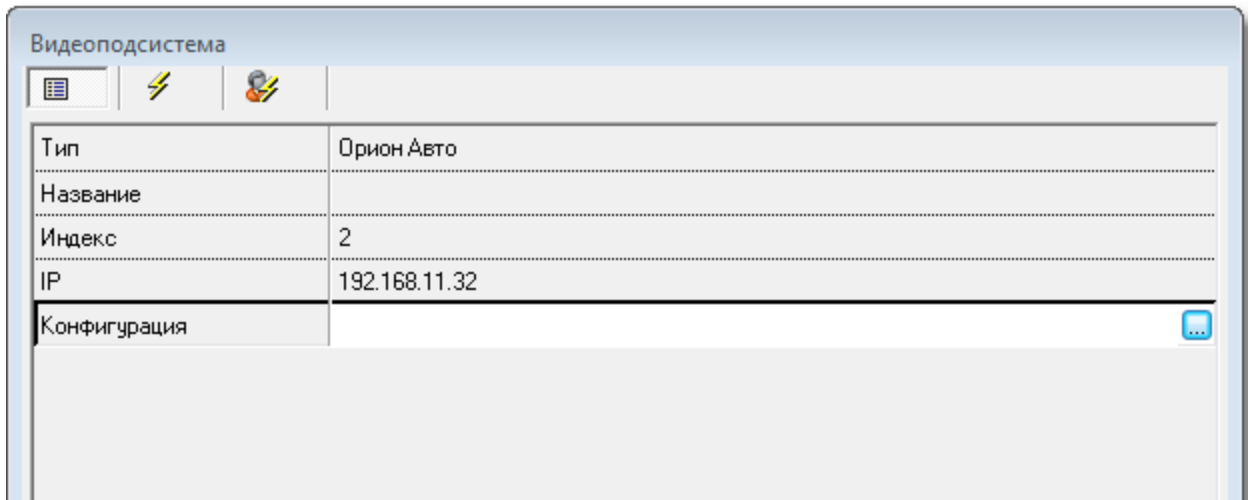 Видеоподсистема
Тип Орион Авто
Название
Индекс 2
IP 192.168.11.32
Конфигурация ...